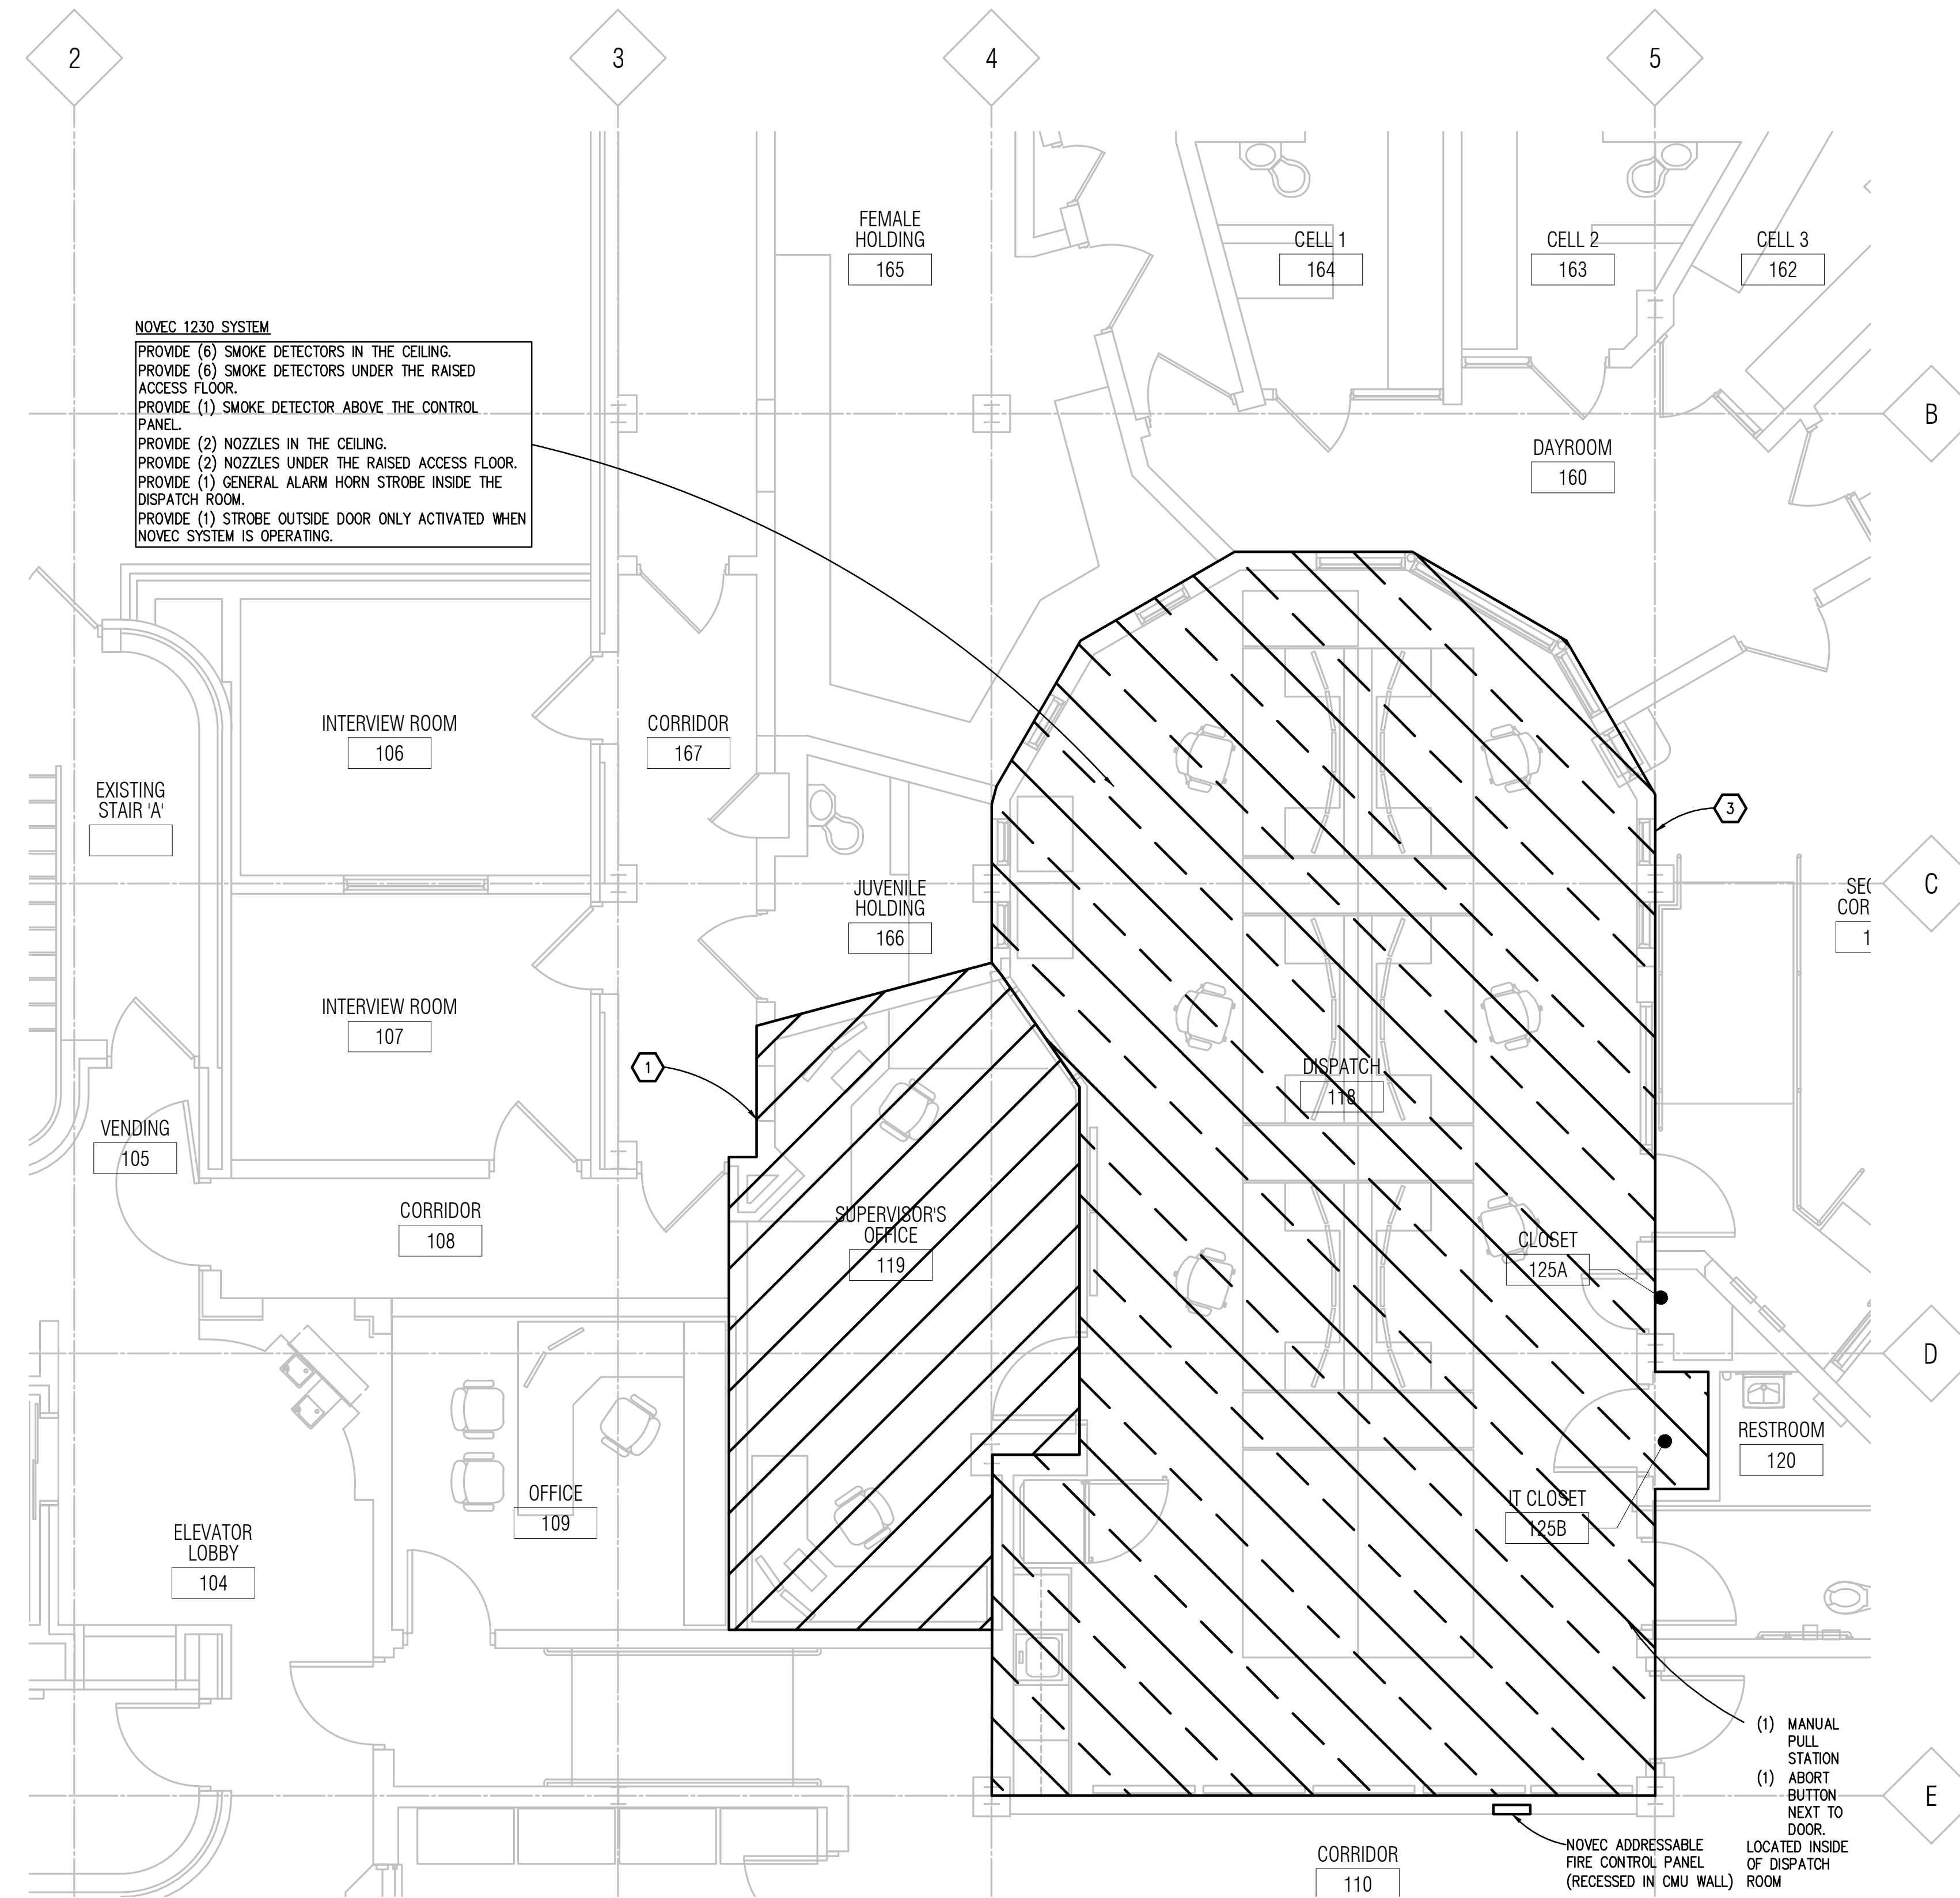 2
3
4
5
FEMALE
HOLDING
165
CELL 1
164
CELL 2
163
CELL 3
162
NOVEC 1230 SYSTEM
PROVIDE (6) SMOKE DETECTORS IN THE CEILING.
PROVIDE (6) SMOKE DETECTORS UNDER THE RAISED
ACCESS FLOOR.
PROVIDE (1) SMOKE DETECTOR ABOVE THE CONTROL
PANEL.
PROVIDE (2) NOZZLES IN THE CEILING.
PROVIDE (2) NOZZLES UNDER THE RAISED ACCESS FLOOR.
PROVIDE (1) GENERAL ALARM HORN STROBE INSIDE THE
DISPATCH ROOM.
PROVIDE (1) STROBE OUTSIDE DOOR ONLY ACTIVATED WHEN
NOVEC SYSTEM IS OPERATING.
B
DAYROOM
160
INTERVIEW ROOM
106
CORRIDOR
167
EXISTING
STAIR 'A'
3
JUVENILE
HOLDING
166
C
SEC
COR
1
INTERVIEW ROOM
107
1
DISPATCH
118
VENDING
105
CORRIDOR
108
SUPERVISOR'S
OFFICE
119
CLOSET
125A
D
RESTROOM
120
OFFICE
109
IT CLOSET
125B
ELEVATOR
LOBBY
104
(1) MANUAL
PULL
STATION
(1) ABORT
BUTTON
NEXT TO
DOOR.
LOCATED INSIDE
OF DISPATCH
ROOM
E
NOVEC ADDRESSABLE
FIRE CONTROL PANEL
(RECESSED IN CMU WALL)
CORRIDOR
110